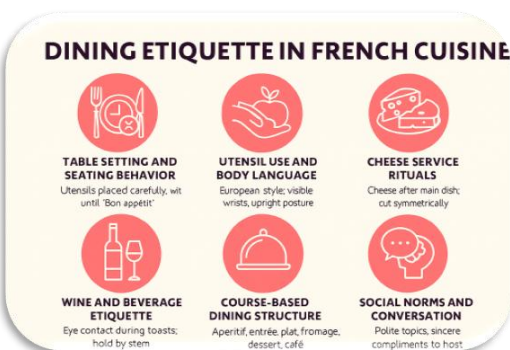 DINING ETIQUETTE IN FRENCH CUISINE
TABLE SETTING AND
SEATING BEHAVIOR
Utensils placed carefully, wit
until 'Bon appétit'
UTENSIL USE AND
BODY LANGUAGE
European style; visible
wrists, upright posture
CHEESE SERVICE
RITUALS
Cheese after main dish;
cut symmetrically
WINE AND BEVERAGE
ETIQUETTE
Eye contact during toasts;
hold by stem
COURSE-BASED
DINING STRUCTURE
Aperitif, entrée, plat, fromage,
dessert, café
SOCIAL NORMS AND
CONVERSATION
Polite topics, sincere
compliments to host